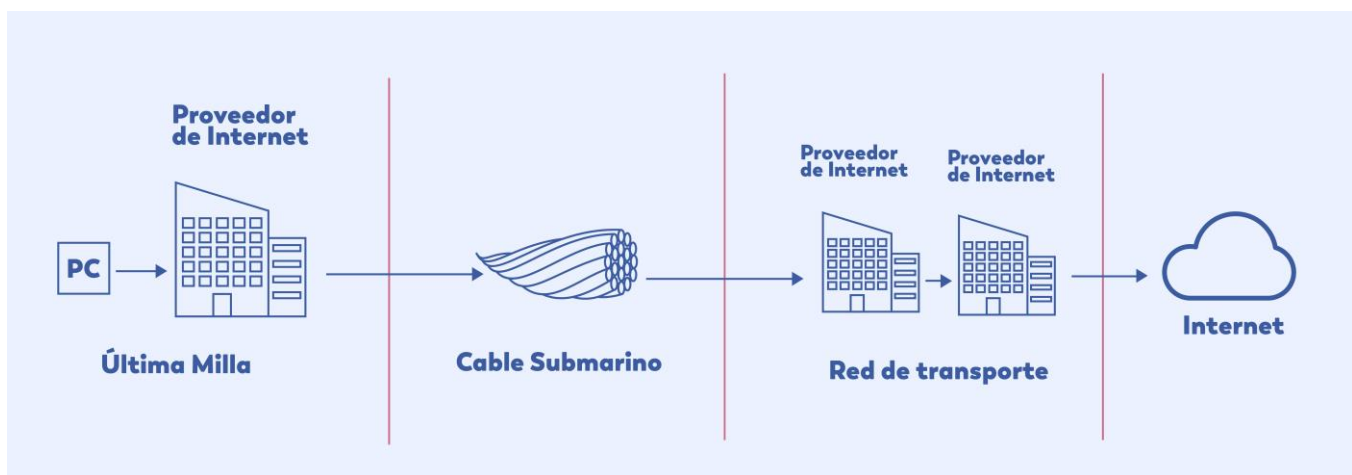 Proveedor
de Internet
PC
Última Milla
Cable Submarino
Proveedor
de Internet
Proveedor
de Internet
Red de transporte
Internet